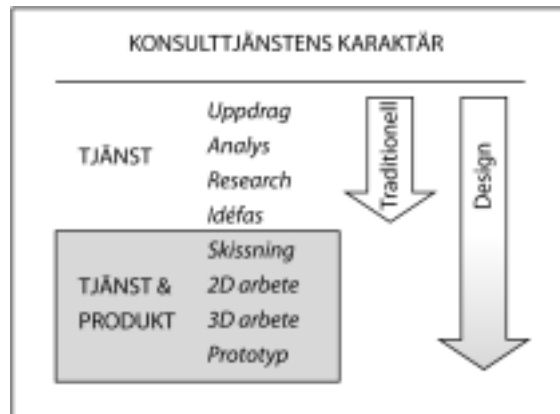 KONSULTTJÄNSTENS KARAKTÄR
TJÄNST
Uppdrag
Analys
Research
Idéfas
TJÄNST &
PRODUKT
Skissning
2D arbete
3D arbete
Prototyp
Traditionell
Design